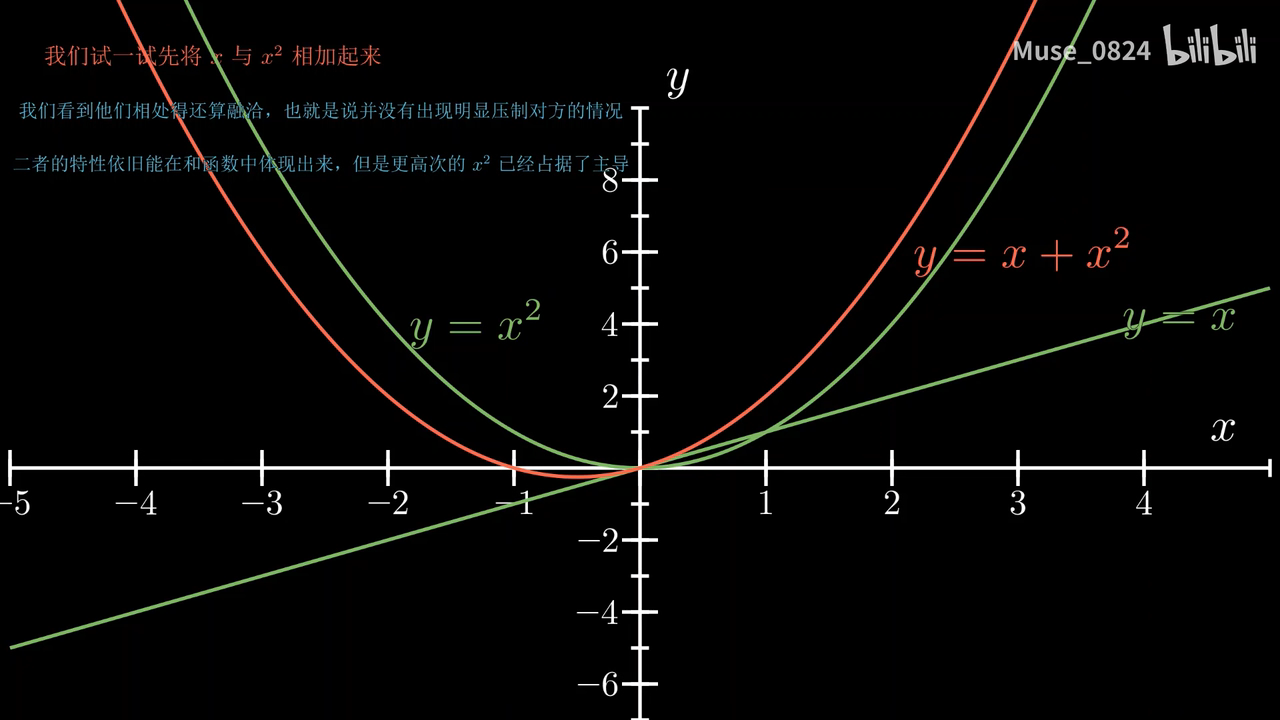 我们试一试先将 x 与 x² 相加起来
Muse_0824 bilibili
y
我们看到他们相处得还算融洽，也就是说并没有出现明显压制对方的情况
二者的特性依旧能在和函数中体现出来，但是更高次的 x² 已经占据了主导
8
6
y = x + x²
y = x²
4
y = x
2
x
−5 −4 −3 −2 −1 1 2 3 4
−2
−4
−6